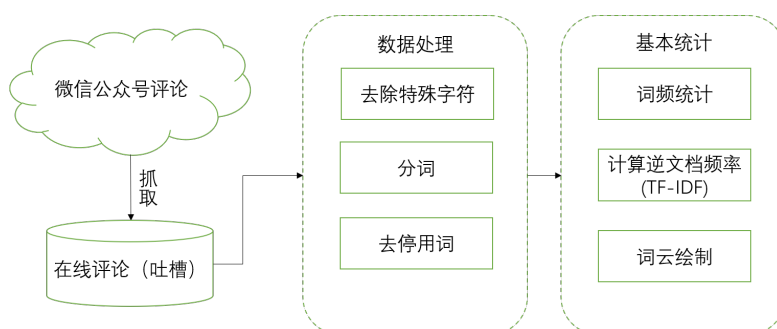 微信公众号评论
抓
取
在线评论（吐槽）
数据处理
去除特殊字符
分词
去停用词
基本统计
词频统计
计算逆文档频率
(TF-IDF)
词云绘制